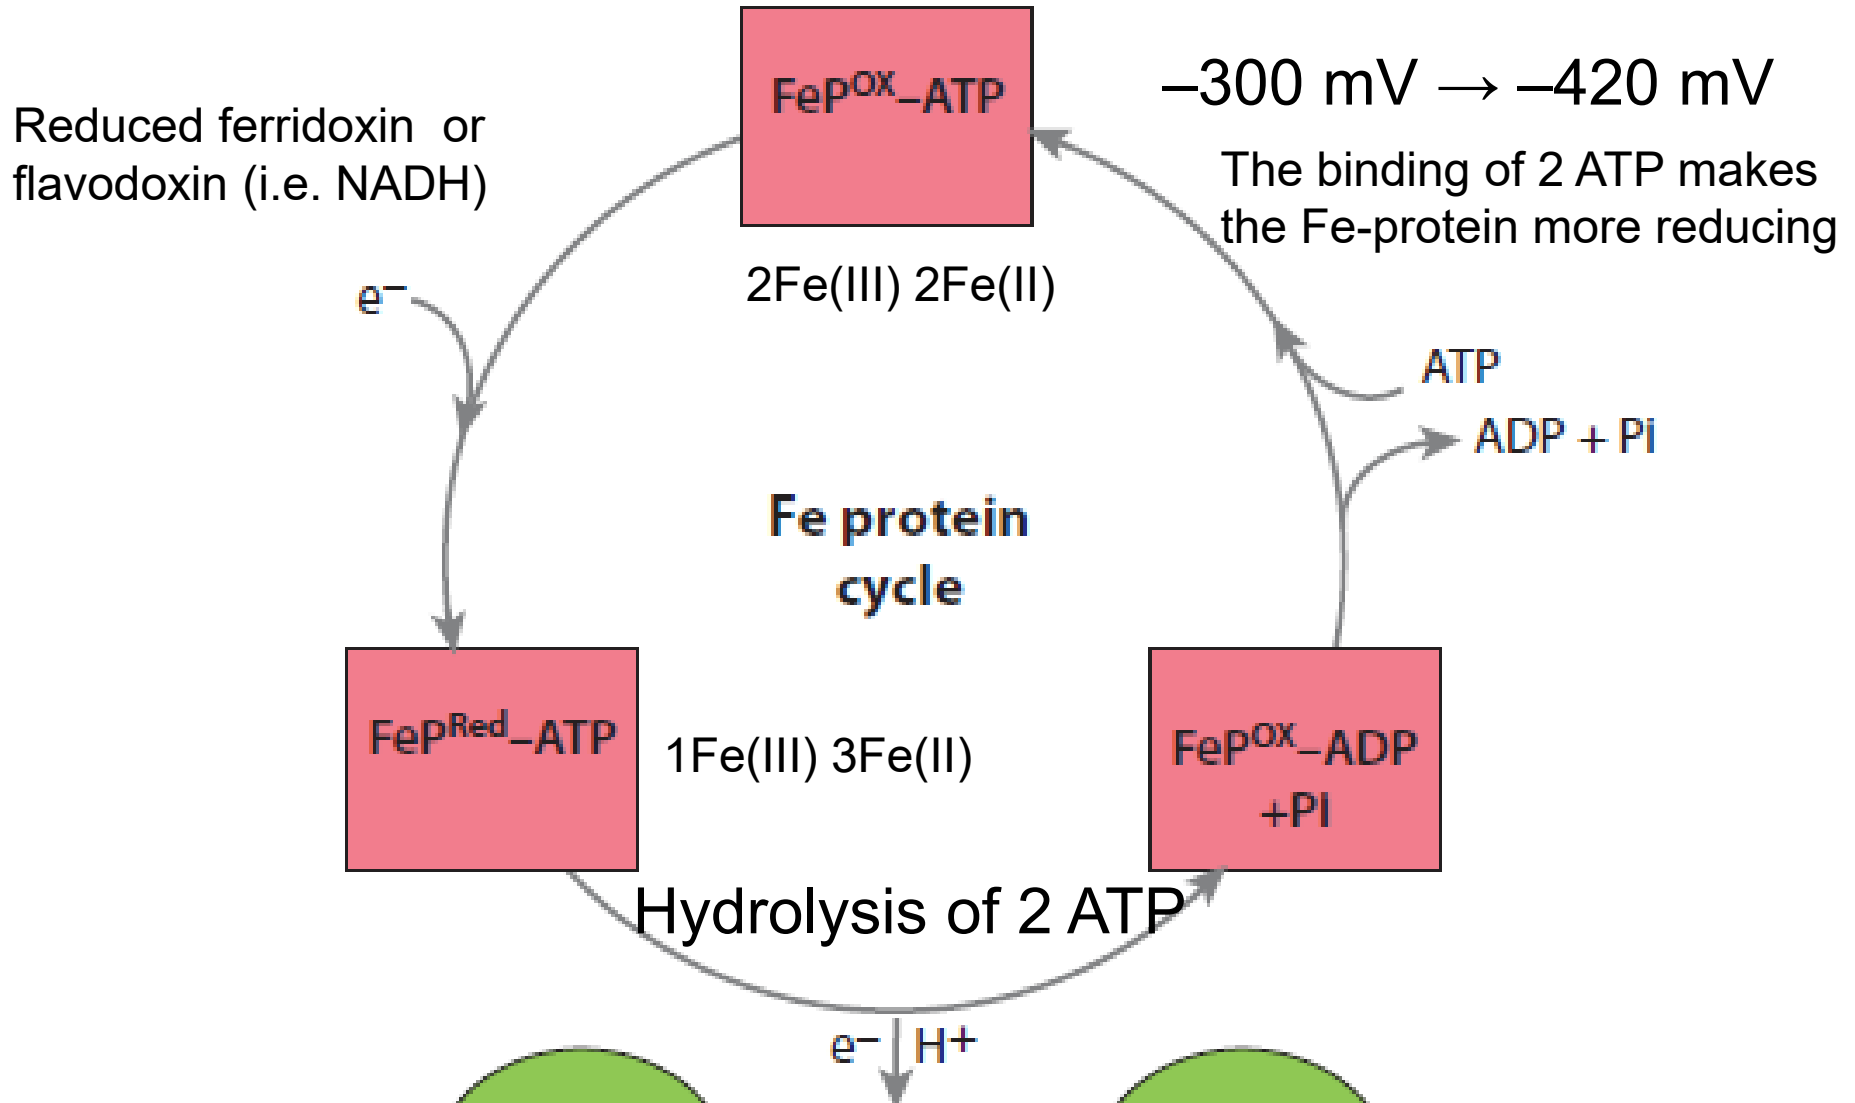 FePOX–ATP
–300 mV → –420 mV
The binding of 2 ATP makes
the Fe-protein more reducing
Reduced ferridoxin  or
flavodoxin (i.e. NADH)
e–
2Fe(III) 2Fe(II)
ATP
ADP + Pi
Fe protein
cycle
FePRed–ATP
1Fe(III) 3Fe(II)
FePOX–ADP
+Pi
Hydrolysis of 2 ATP
e– H+